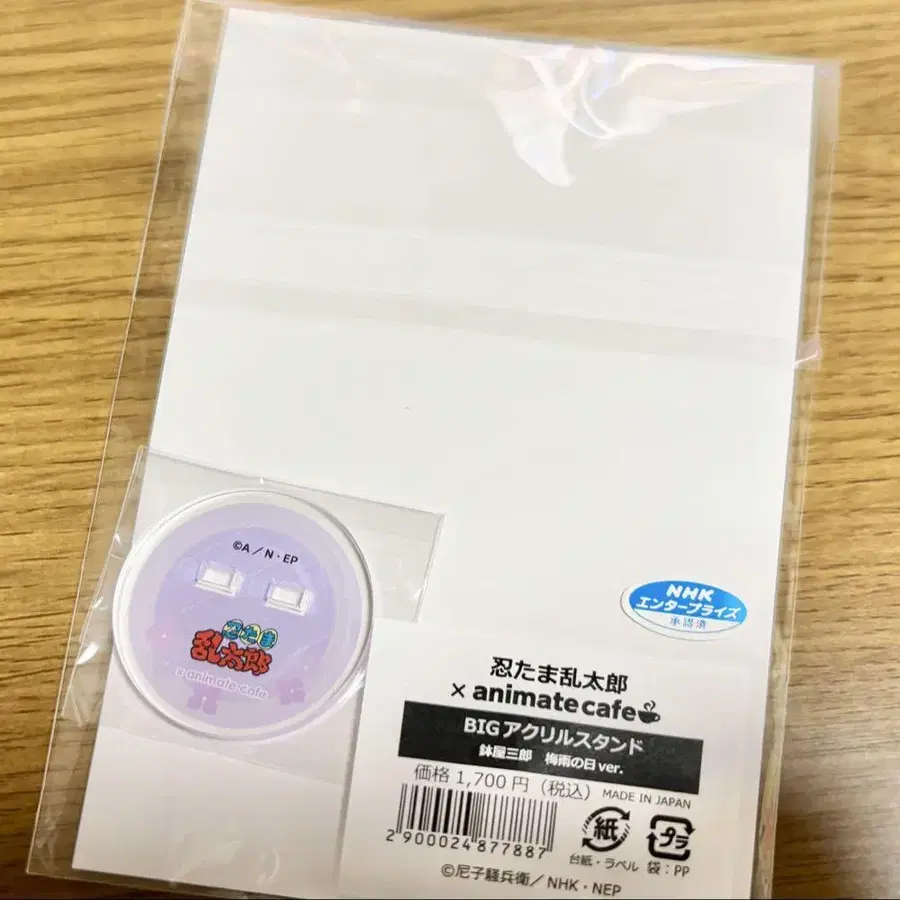 ©A／N・EP
忍たま
乱太郎
× animate cafe
NHK
エンタープライズ
承認済
忍たま乱太郎
× animate cafe
BIGアクリルスタンド
鉢屋三郎 梅雨の日ver.
価格1,700円（税込） MADE IN JAPAN
2900024877887
紙
プラ
台紙・ラベル 袋：PP
©尼子騒兵衛／NHK・NEP